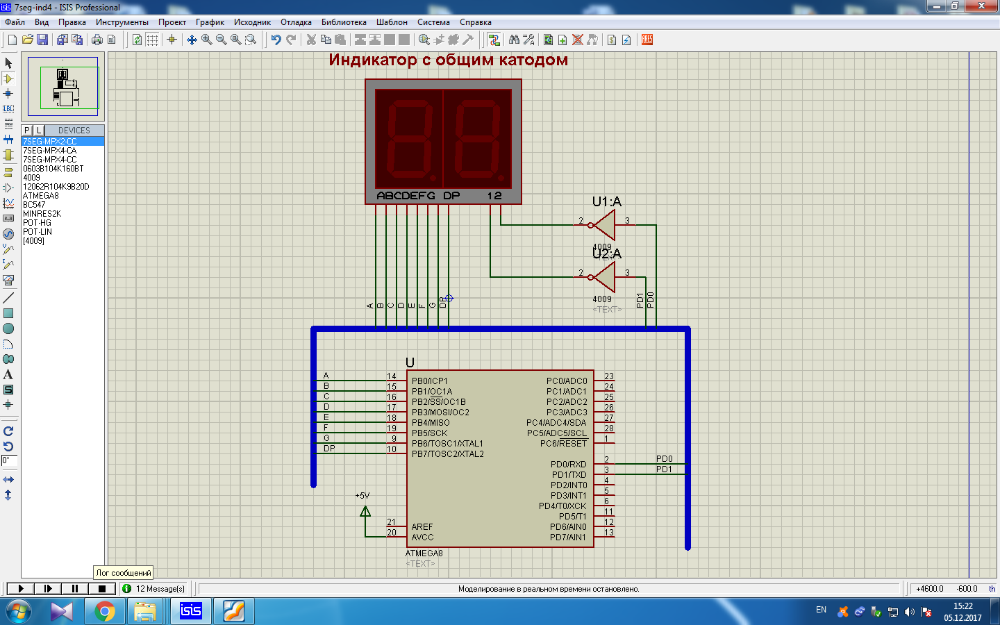 7seg-ind4 - ISIS Professional
Файл Вид Правка Инструменты Проект График Исходник Отладка Библиотека Шаблон Система Справка
ARES
LBL
P L DEVICES
7SEG-MPX2-CC
7SEG-MPX4-CA
7SEG-MPX4-CC
0603B104K160BT
4009
12062R104K9B20D
ATMEGA8
BC547
MINRES2K
POT-HG
POT-LIN
[4009]
A
S
0°
Индикатор с общим катодом
ABCDEFG DP 12
U1:A
2 3
4009
U2:A
2 3
4009
<TEXT>
A B C D E F G DP
PD1 PD0
U
A 14 PB0/ICP1 PC0/ADC0 23
B 15 PB1/OC1A PC1/ADC1 24
C 16 PB2/SS/OC1B PC2/ADC2 25
D 17 PB3/MOSI/OC2 PC3/ADC3 26
E 18 PB4/MISO PC4/ADC4/SDA 27
F 19 PB5/SCK PC5/ADC5/SCL 28
G 9 PB6/TOSC1/XTAL1 PC6/RESET 1
DP 10 PB7/TOSC2/XTAL2
PD0/RXD 2 PD0
PD1/TXD 3 PD1
PD2/INT0 4
PD3/INT1 5
PD4/T0/XCK 6
PD5/T1 11
+5V
21 AREF PD6/AIN0 12
20 AVCC PD7/AIN1 13
ATMEGA8
<TEXT>
Лог сообщений
12 Message(s)
Моделирование в реальном времени остановлено.
+4600.0 -600.0 th
isis
EN
15:22
05.12.2017